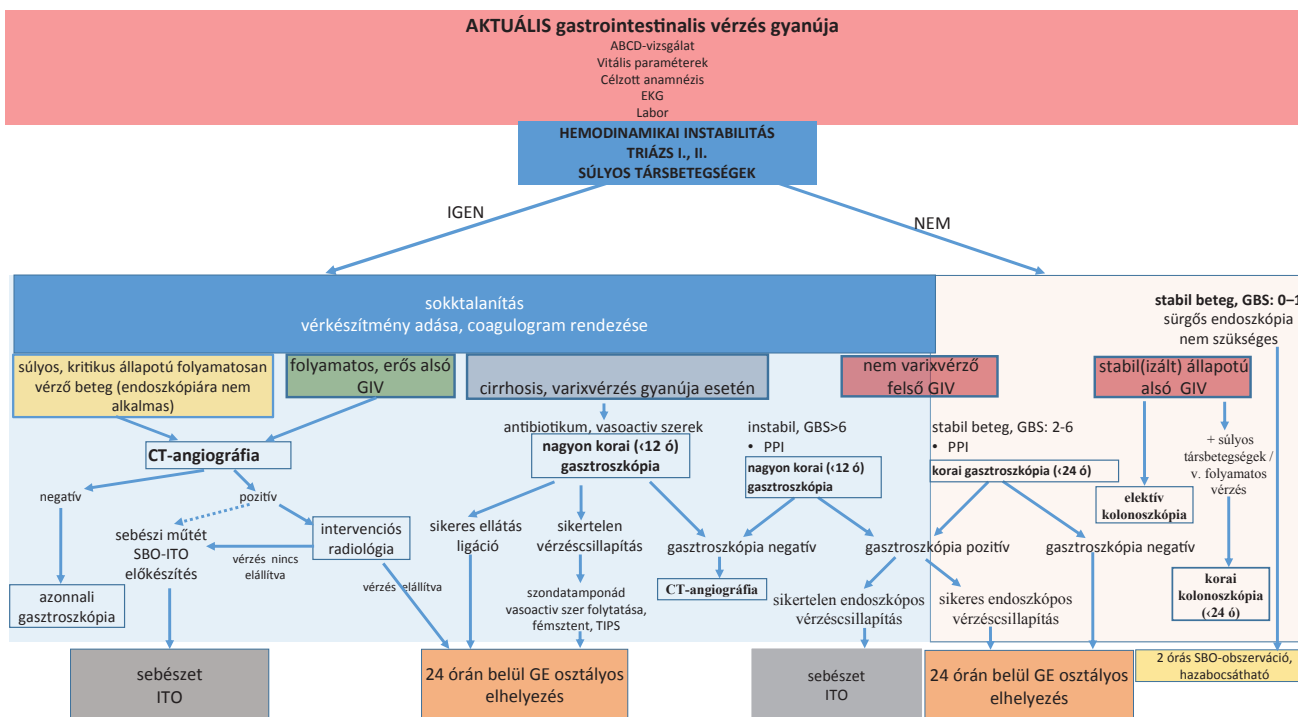 AKTUÁLIS gastrointestinalis vérzés gyanúja
ABCD-vizsgálat
Vitális paraméterek
Célzott anamnézis
EKG
Labor
HEMODINAMIKAI INSTABILITÁS
TRIÁZS I., II.
SÚLYOS TÁRSBETEGSÉGEK
IGEN
NEM
sokktalanítás
vérkészítmény adása, coagulogram rendezése
stabil beteg, GBS: 0–1
sürgős endoszkópia
nem szükséges
súlyos, kritikus állapotú folyamatosan
vérző beteg (endoszkópiára nem
alkalmas)
folyamatos, erős alsó
GIV
cirrhosis, varixvérzés gyanúja esetén
nem varixvérző
felső GIV
stabil(izált) állapotú
alsó GIV
CT-angiográfia
negatív
pozitív
azonnali
gasztroszkópia
sebészi műtét
SBO-ITO
előkészítés
intervenciós
radiológia
vérzés nincs
elállítva
vérzés elállítva
antibiotikum, vasoactiv szerek
nagyon korai (<12 ó)
gasztroszkópia
sikeres ellátás
ligáció
sikertelen
vérzéscsillapítás
szondatamponád
vasoactiv szer folytatása,
fémsztent, TIPS
instabil, GBS>6
• PPI
nagyon korai (<12 ó)
gasztroszkópia
gasztroszkópia negatív
CT-angiográfia
stabil beteg, GBS: 2-6
• PPI
korai gasztroszkópia (<24 ó)
gasztroszkópia pozitív
gasztroszkópia negatív
sikertelen endoszkópos
vérzéscsillapítás
sikeres endoszkópos
vérzéscsillapítás
elektív
kolonoszkópia
+ súlyos
társbetegségek /
v. folyamatos
vérzés
korai
kolonoszkópia
(<24 ó)
sebészet
ITO
24 órán belül GE osztályos
elhelyezés
sebészet
ITO
24 órán belül GE osztályos
elhelyezés
2 órás SBO-obszerváció,
hazabocsátható